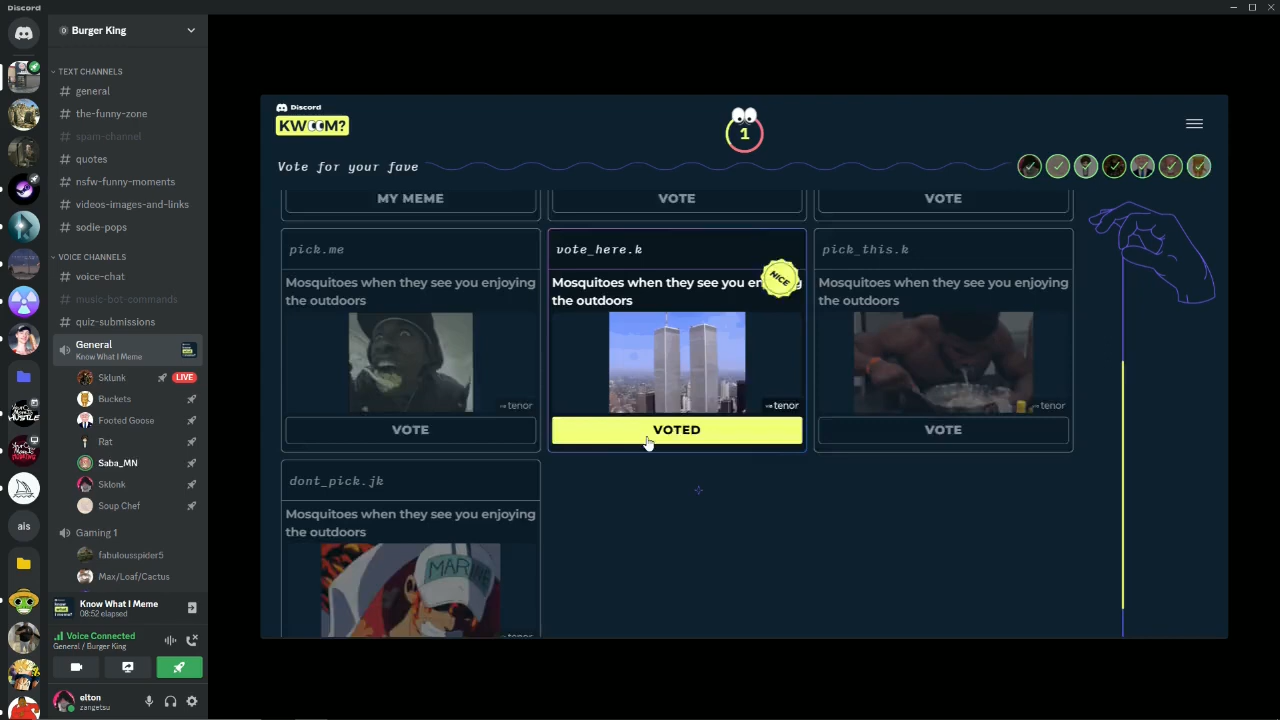 Discord
Burger King
TEXT CHANNELS
general
the-funny-zone
spam-channel
quotes
nsfw-funny-moments
videos-images-and-links
sodie-pops
VOICE CHANNELS
voice-chat
music-bot-commands
quiz-submissions
General
Know What I Meme
Sklunk LIVE
Buckets
Footed Goose
Rat
Saba_MN
Sklonk
Soup Chef
Gaming 1
fabulousspider5
Max/Loaf/Cactus
Know What I Meme
08:52 elapsed
Voice Connected
General / Burger King
elton
zangetsu
ais
Discord
KWIM?
1
Vote for your fave
MY MEME
VOTE
VOTE
pick.me
Mosquitoes when they see you enjoying
the outdoors
tenor
VOTE
vote_here.k
Mosquitoes when they see you
the outdoors
NICE
tenor
VOTED
pick_this.k
Mosquitoes when they see you enjoying
the outdoors
tenor
VOTE
dont_pick.jk
Mosquitoes when they see you enjoying
the outdoors
MARINE